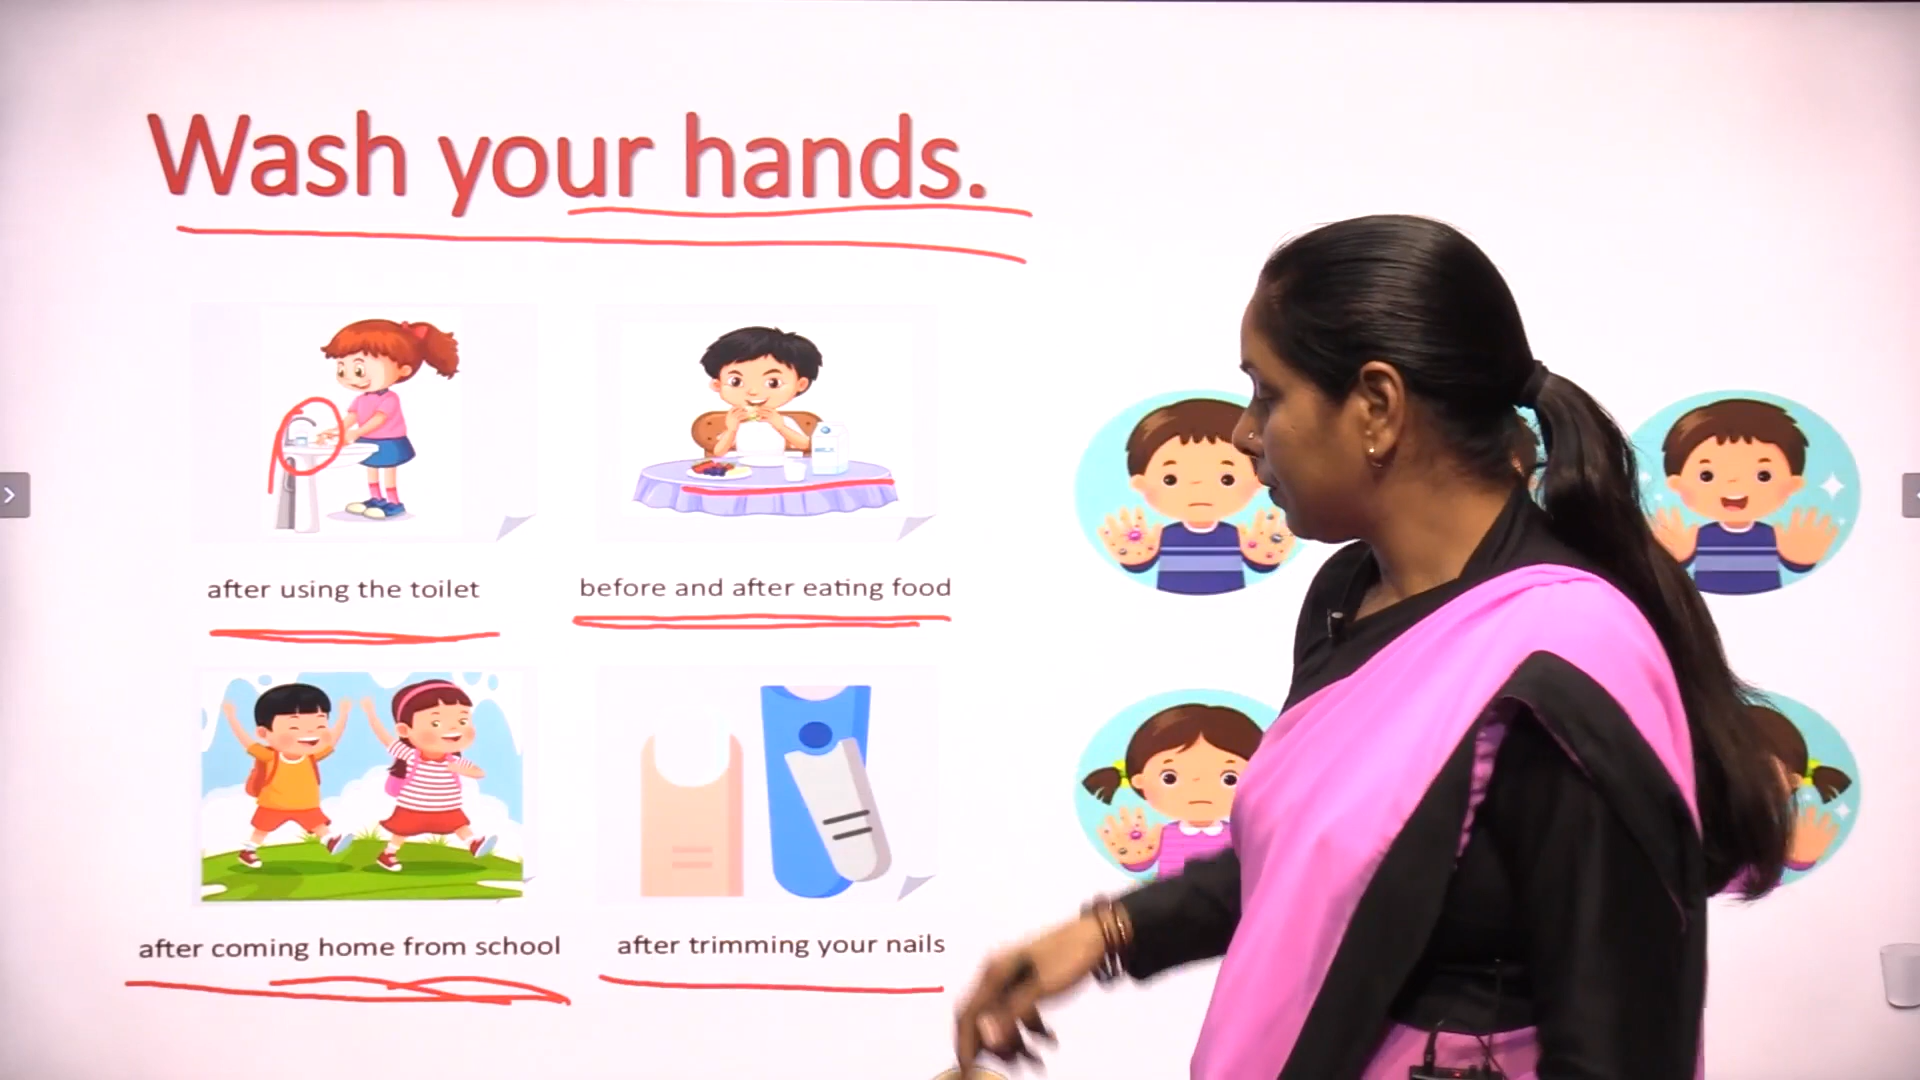 Wash your hands.
after using the toilet
before and after eating food
after coming home from school
after trimming your nails